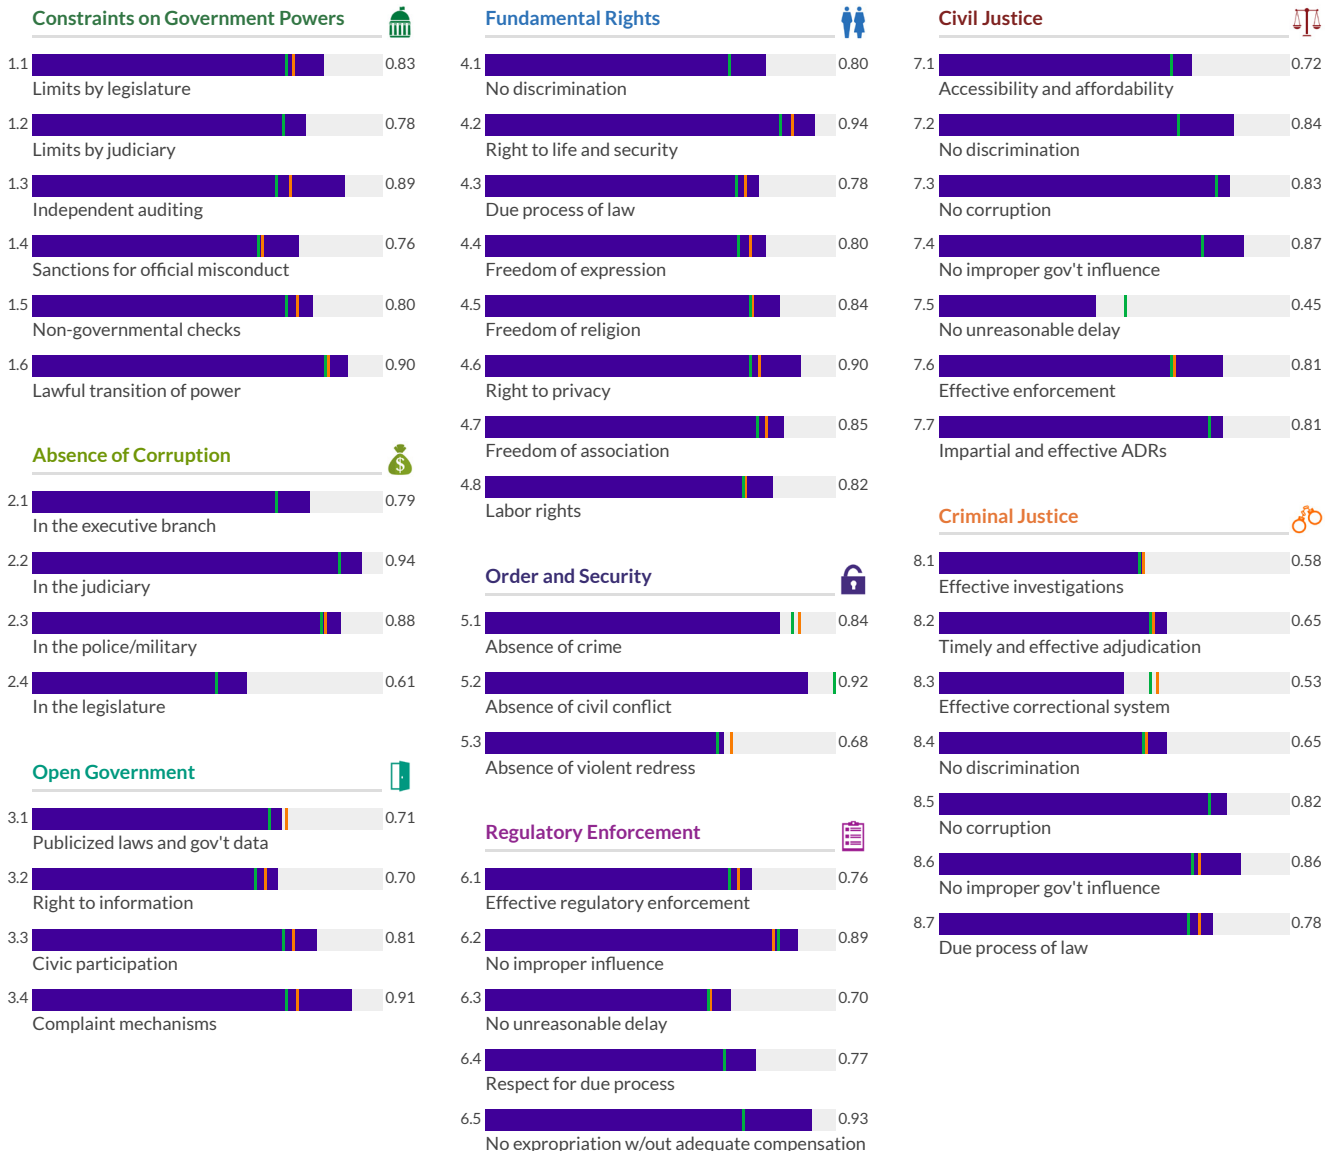 Constraints on Government Powers
1.1 0.83
Limits by legislature
1.2 0.78
Limits by judiciary
1.3 0.89
Independent auditing
1.4 0.76
Sanctions for official misconduct
1.5 0.80
Non-governmental checks
1.6 0.90
Lawful transition of power
Absence of Corruption
$
2.1 0.79
In the executive branch
2.2 0.94
In the judiciary
2.3 0.88
In the police/military
2.4 0.61
In the legislature
Open Government
3.1 0.71
Publicized laws and gov't data
3.2 0.70
Right to information
3.3 0.81
Civic participation
3.4 0.91
Complaint mechanisms
Fundamental Rights
4.1 0.80
No discrimination
4.2 0.94
Right to life and security
4.3 0.78
Due process of law
4.4 0.80
Freedom of expression
4.5 0.84
Freedom of religion
4.6 0.90
Right to privacy
4.7 0.85
Freedom of association
4.8 0.82
Labor rights
Order and Security
5.1 0.84
Absence of crime
5.2 0.92
Absence of civil conflict
5.3 0.68
Absence of violent redress
Regulatory Enforcement
6.1 0.76
Effective regulatory enforcement
6.2 0.89
No improper influence
6.3 0.70
No unreasonable delay
6.4 0.77
Respect for due process
6.5 0.93
No expropriation w/out adequate compensation
Civil Justice
7.1 0.72
Accessibility and affordability
7.2 0.84
No discrimination
7.3 0.83
No corruption
7.4 0.87
No improper gov't influence
7.5 0.45
No unreasonable delay
7.6 0.81
Effective enforcement
7.7 0.81
Impartial and effective ADRs
Criminal Justice
8.1 0.58
Effective investigations
8.2 0.65
Timely and effective adjudication
8.3 0.53
Effective correctional system
8.4 0.65
No discrimination
8.5 0.82
No corruption
8.6 0.86
No improper gov't influence
8.7 0.78
Due process of law